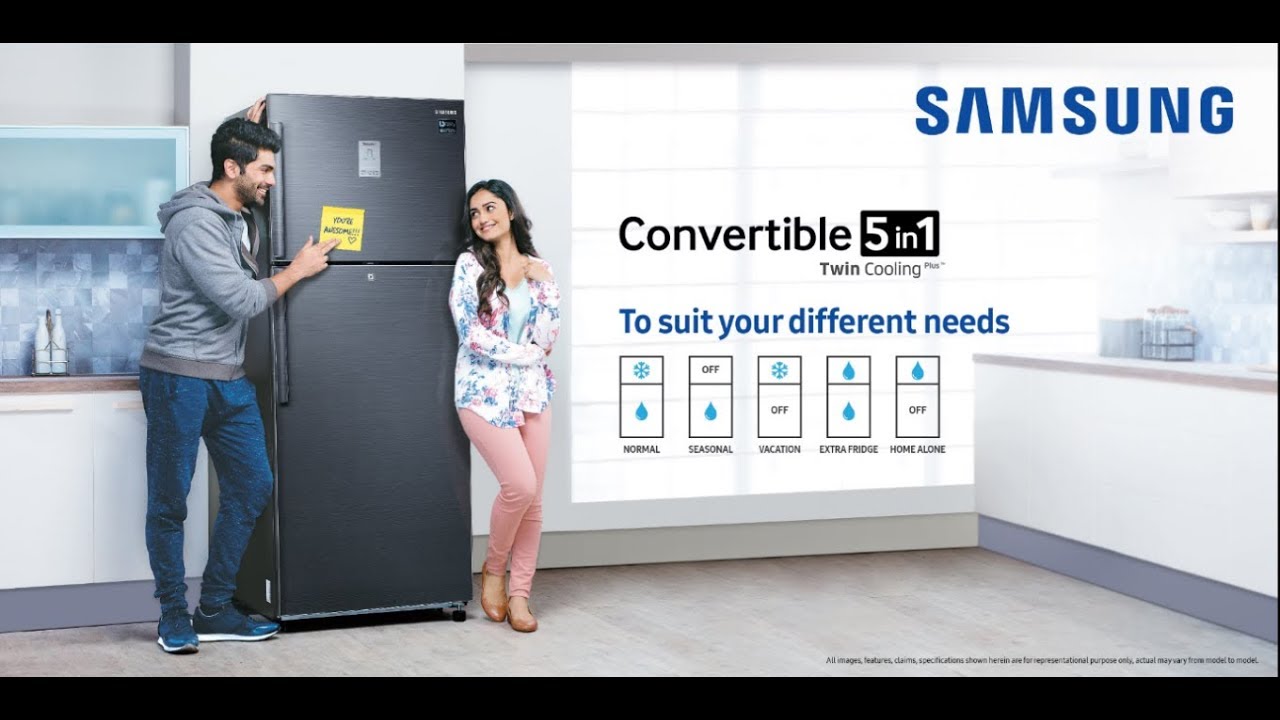 SAMSUNG
SAMSUNG
YOU'RE
AWESOME!!!
Convertible 5in1
Twin Cooling Plus™
To suit your different needs
OFF
OFF
OFF
NORMAL SEASONAL VACATION EXTRA FRIDGE HOME ALONE
All images, features, claims, specifications shown herein are for representational purpose only, actual may vary from model to model.